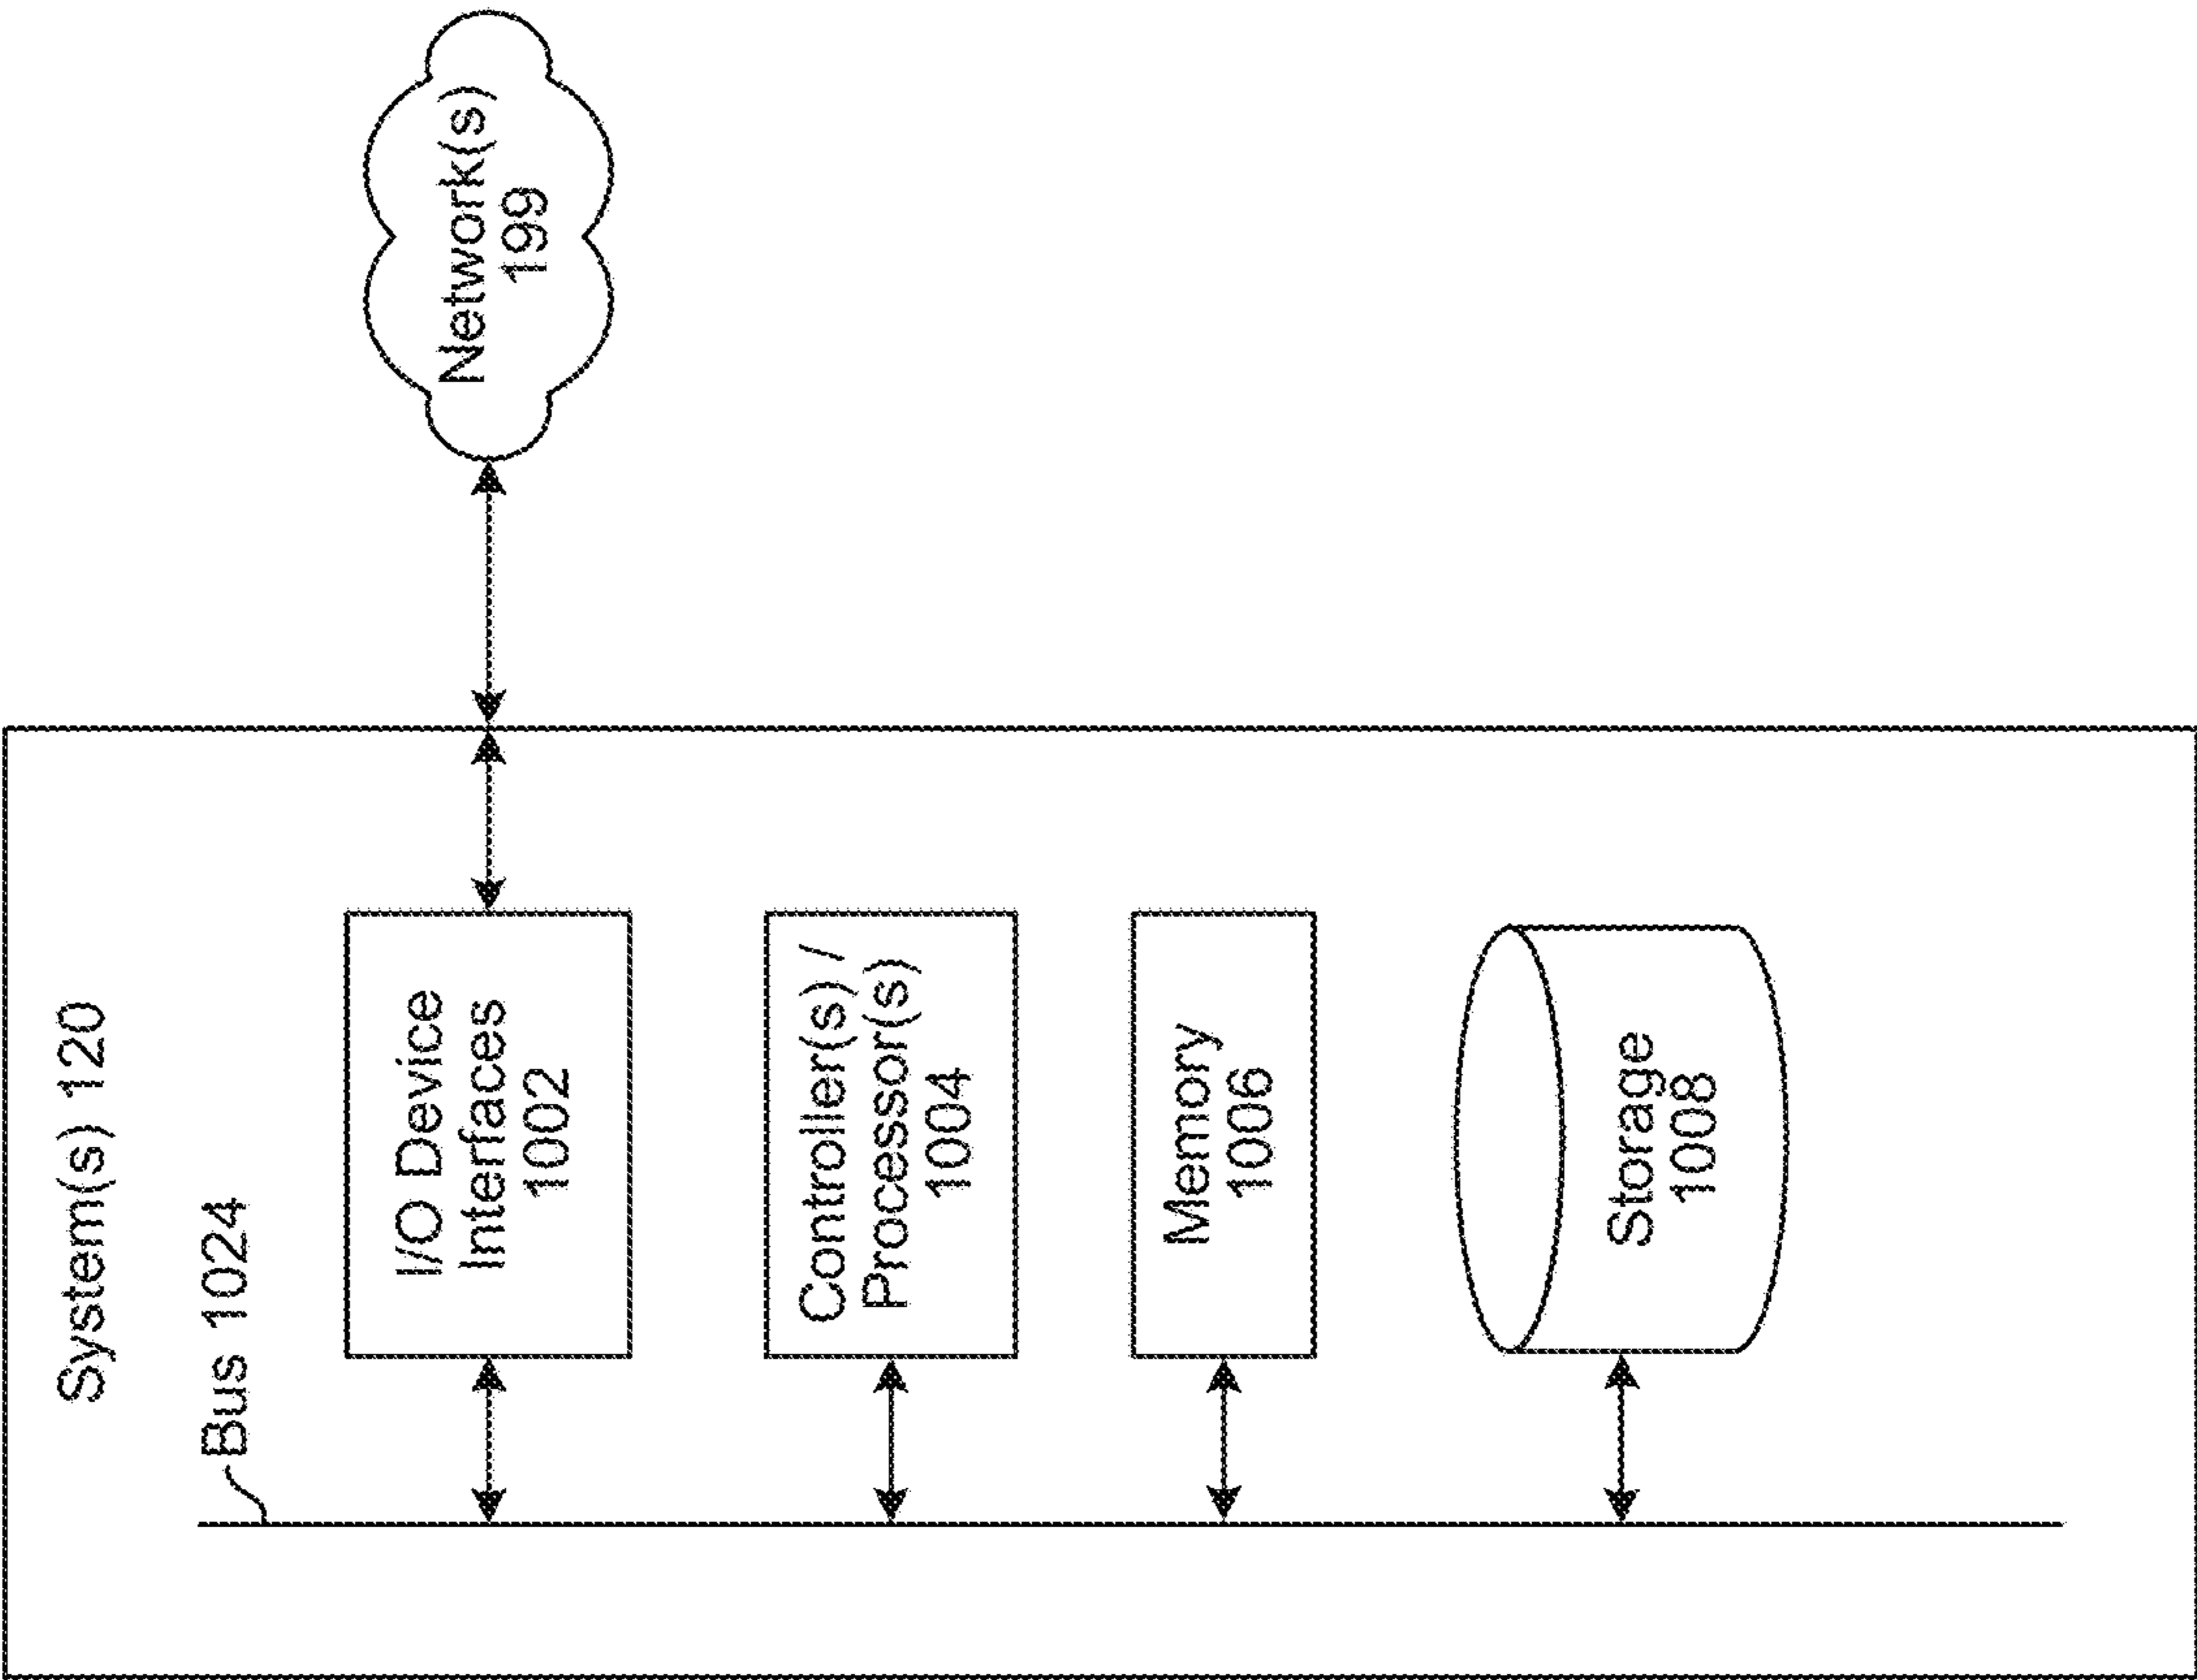 System(s) 120
Bus 1024
I/O Device
Interfaces
1002
Network(s)
199
Controller(s) /
Processor(s)
1004
Memory
1006
Storage
1008